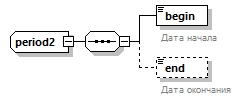 period2
begin
Дата начала
end
Дата окончания